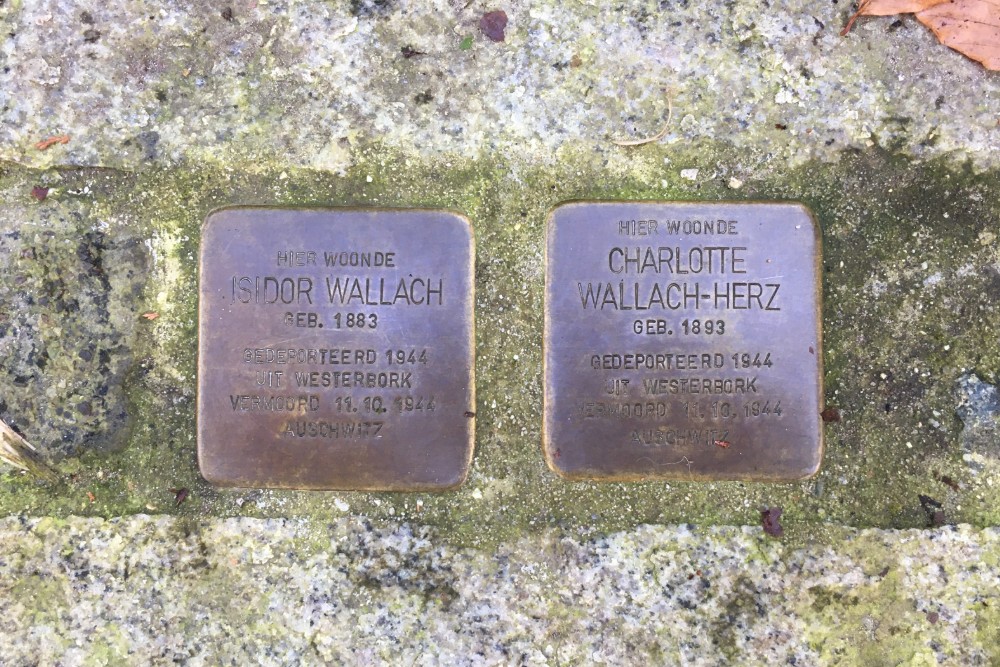 HIER WOONDE
ISIDOR WALLACH
GEB. 1883
GEDEPORTEERD 1944
UIT WESTERBORK
VERMOORD 11.10.1944
AUSCHWITZ
HIER WOONDE
CHARLOTTE
WALLACH-HERZ
GEB. 1893
GEDEPORTEERD 1944
UIT WESTERBORK
VERMOORD 11.10.1944
AUSCHWITZ